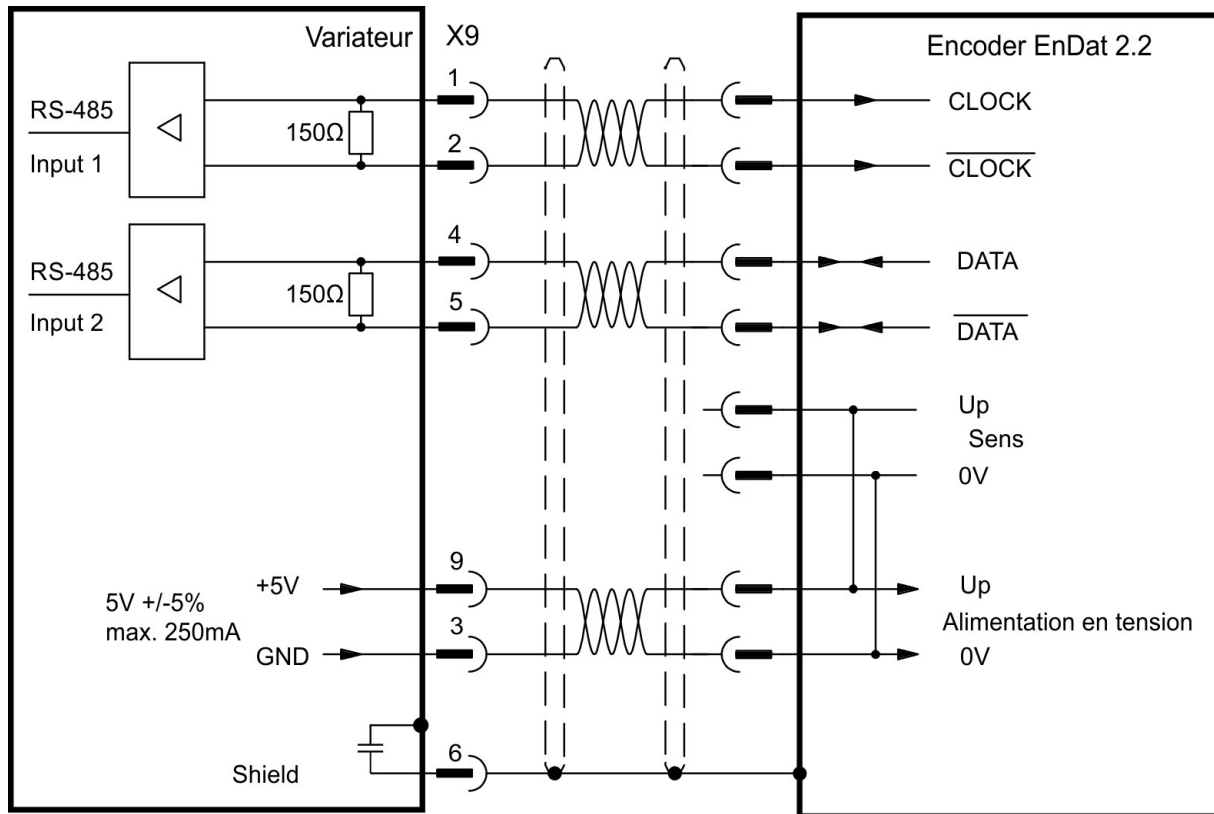 Variateur
X9
Encoder EnDat 2.2
RS-485
Input 1
150Ω
1
2
CLOCK
CLOCK
RS-485
Input 2
150Ω
4
5
DATA
DATA
Up
Sens
0V
5V +/-5%
max. 250mA
+5V
GND
9
3
Up
Alimentation en tension
0V
Shield
6